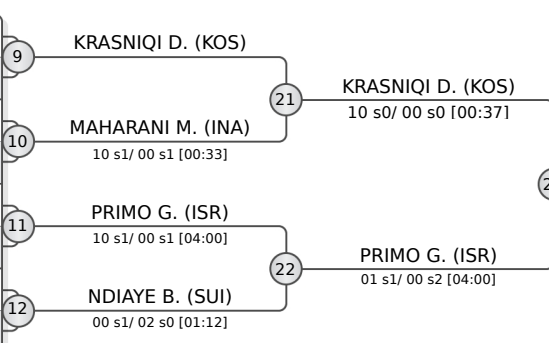 9
KRASNIQI D. (KOS)
21
KRASNIQI D. (KOS)
10 s0/ 00 s0 [00:37]
10
MAHARANI M. (INA)
10 s1/ 00 s1 [00:33]
11
PRIMO G. (ISR)
10 s1/ 00 s1 [04:00]
22
PRIMO G. (ISR)
01 s1/ 00 s2 [04:00]
12
NDIAYE B. (SUI)
00 s1/ 02 s0 [01:12]